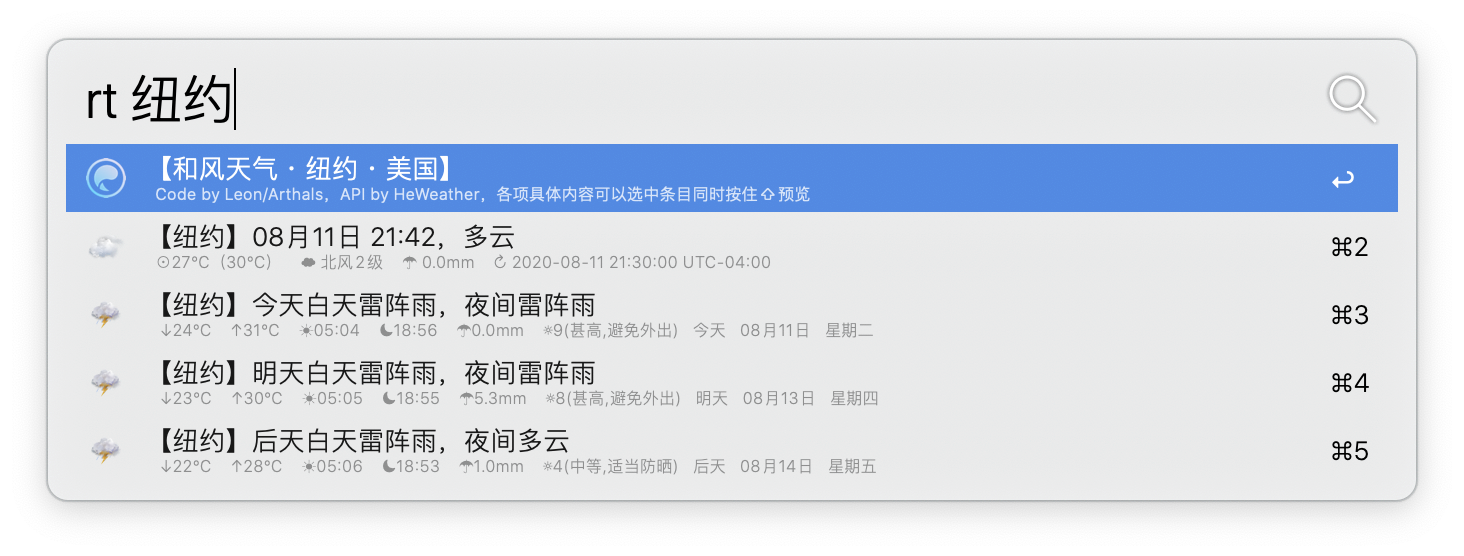 rt 纽约
【和风天气 · 纽约 · 美国】
Code by Leon/Arthals，API by HeWeather，各项具体内容可以选中条目同时按住⇧预览
【纽约】08月11日 21:42，多云
⌘2
☉27°C（30°C） ☁北风2级 ☂ 0.0mm ↻ 2020-08-11 21:30:00 UTC-04:00
【纽约】今天白天雷阵雨，夜间雷阵雨
⌘3
↓24°C ↑31°C ☀05:04 ☾18:56 ☂0.0mm ☼9(甚高,避免外出) 今天 08月11日 星期二
【纽约】明天白天雷阵雨，夜间雷阵雨
⌘4
↓23°C ↑30°C ☀05:05 ☾18:55 ☂5.3mm ☼8(甚高,避免外出) 明天 08月13日 星期四
【纽约】后天白天雷阵雨，夜间多云
⌘5
↓22°C ↑28°C ☀05:06 ☾18:53 ☂1.0mm ☼4(中等,适当防晒) 后天 08月14日 星期五